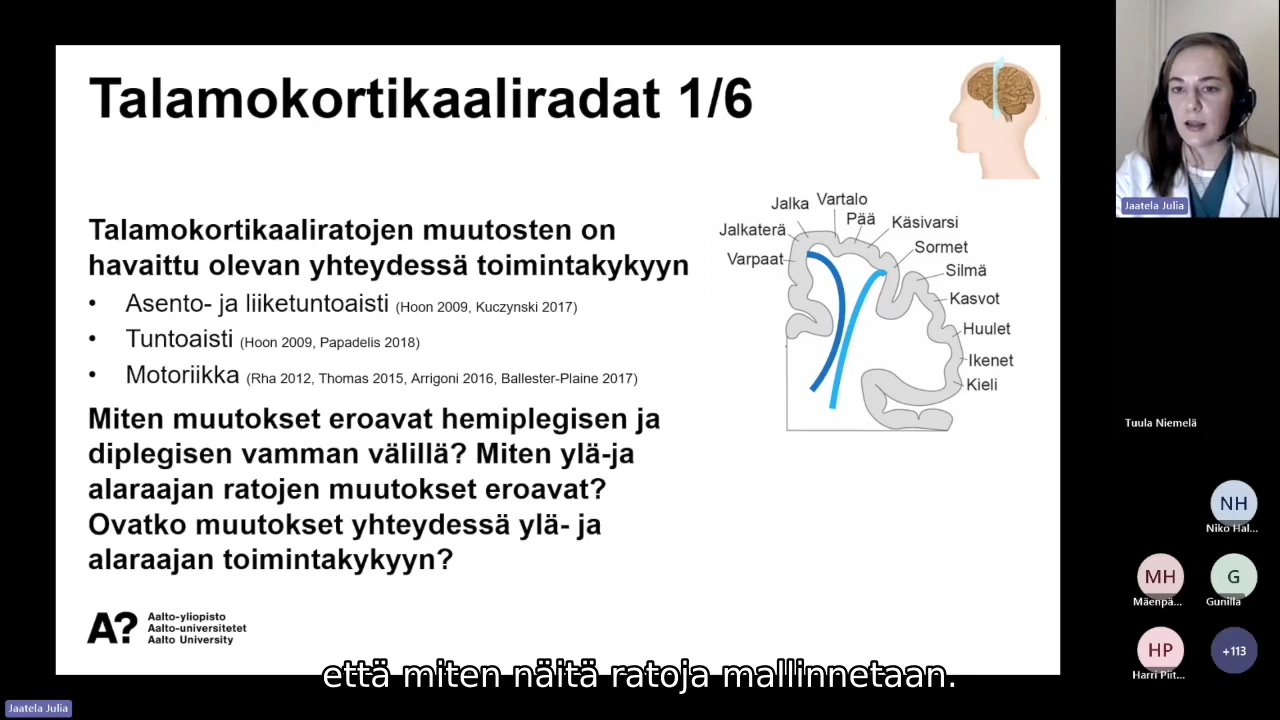 Talamokortikaaliradat 1/6
Talamokortikaaliratojen muutosten on
havaittu olevan yhteydessä toimintakykyyn
• Asento- ja liiketuntoaisti (Hoon 2009, Kuczynski 2017)
• Tuntoaisti (Hoon 2009, Papadelis 2018)
• Motoriikka (Rha 2012, Thomas 2015, Arrigoni 2016, Ballester-Plaine 2017)
Miten muutokset eroavat hemiplegisen ja
diplegisen vamman välillä? Miten ylä-ja
alaraajan ratojen muutokset eroavat?
Ovatko muutokset yhteydessä ylä- ja
alaraajan toimintakykyyn?
Jalka
Vartalo
Jalkaterä
Pää
Käsivarsi
Varpaat
Sormet
Silmä
Kasvot
Huulet
Ikenet
Kieli
A?
Aalto-yliopisto
Aalto-universitetet
Aalto University
että miten näitä ratoja mallinnetaan.
Jaatela Julia
Jaatela Julia
Tuula Niemelä
NH
Niko Hal...
MH
Mäenpä...
G
Gunilla
HP
Harri Piit...
+113